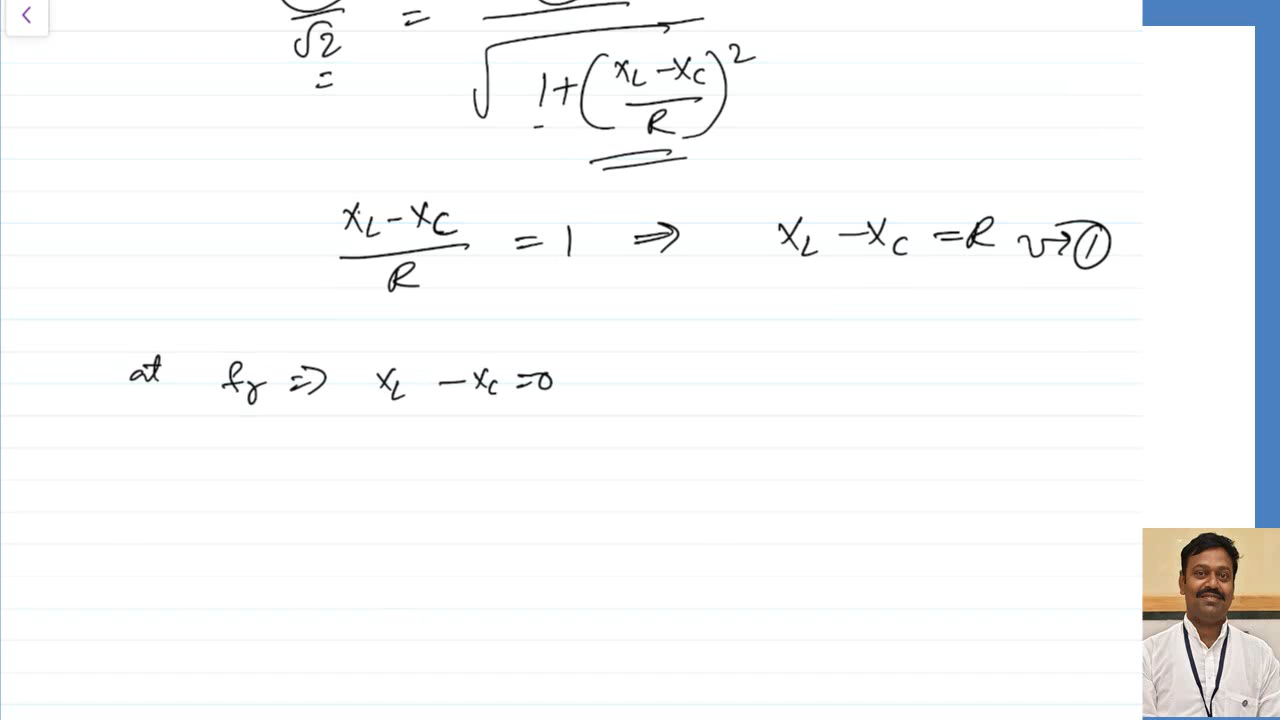 √2 =
√(1+((XL-XC)/R)^2)
(XL-XC)/R = 1 ⇒ XL-XC=R →①
at fr ⇒ XL-XC=0